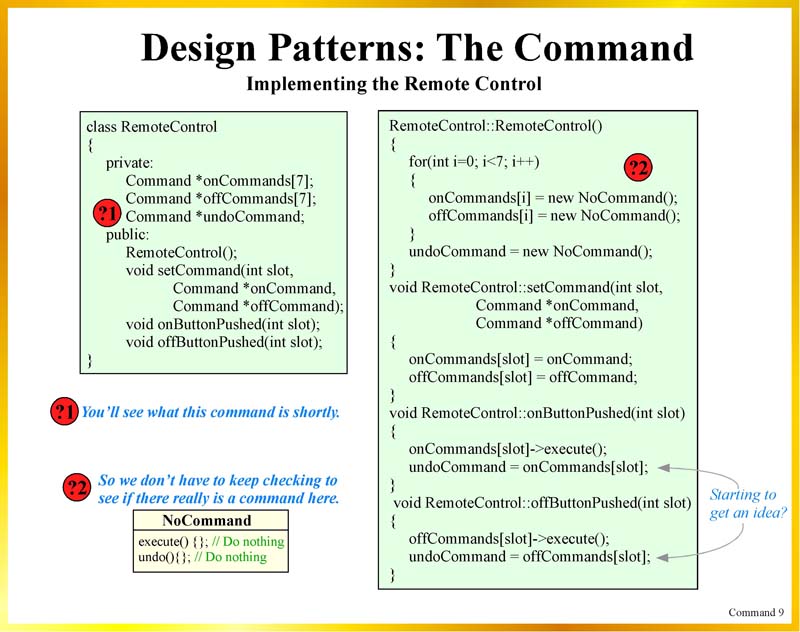 Design Patterns: The Command
Implementing the Remote Control
class RemoteControl
{
private:
Command *onCommands[7];
Command *offCommands[7];
?1
Command *undoCommand;
public:
RemoteControl();
void setCommand(int slot,
Command *onCommand,
Command *offCommand);
void onButtonPushed(int slot);
void offButtonPushed(int slot);
}
?1 You'll see what this command is shortly.
?2 So we don't have to keep checking to
see if there really is a command here.
NoCommand
execute() {}; // Do nothing
undo(){}; // Do nothing
RemoteControl::RemoteControl()
{
for(int i=0; i<7; i++)
?2
{
onCommands[i] = new NoCommand();
offCommands[i] = new NoCommand();
}
undoCommand = new NoCommand();
}
void RemoteControl::setCommand(int slot,
Command *onCommand,
Command *offCommand)
{
onCommands[slot] = onCommand;
offCommands[slot] = offCommand;
}
void RemoteControl::onButtonPushed(int slot)
{
onCommands[slot]->execute();
undoCommand = onCommands[slot];
}
void RemoteControl::offButtonPushed(int slot)
{
offCommands[slot]->execute();
undoCommand = offCommands[slot];
}
Starting to
get an idea?
Command 9